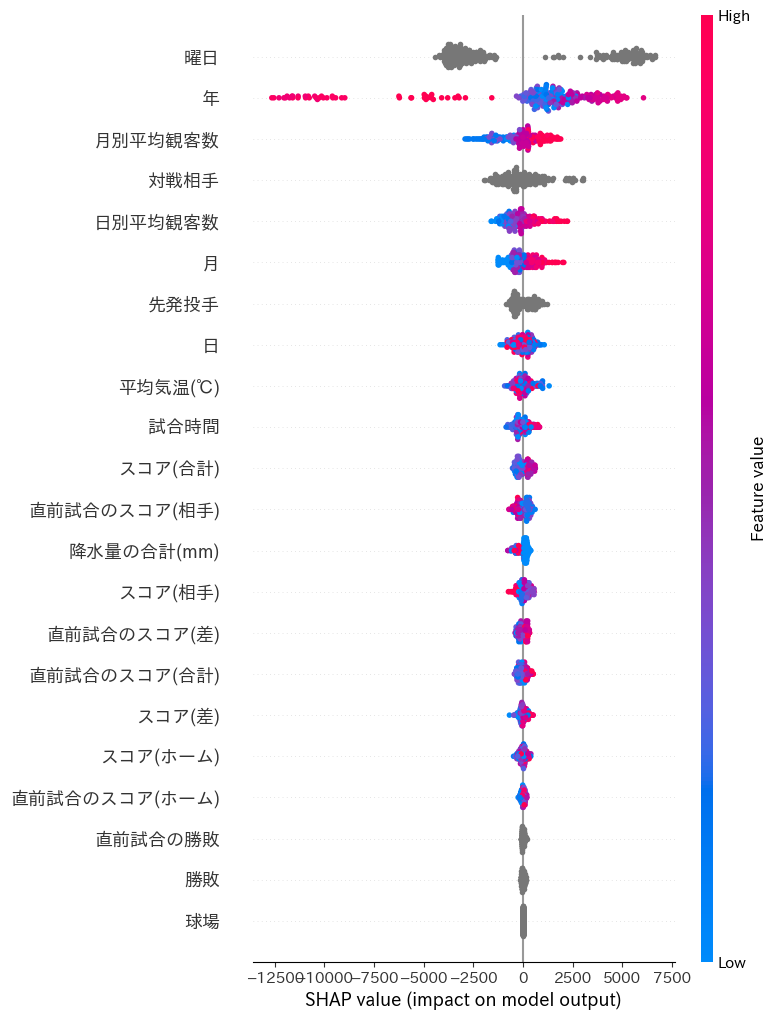 High
曜日
年
月別平均観客数
対戦相手
日別平均観客数
月
先発投手
日
平均気温(℃)
試合時間
スコア(合計)
直前試合のスコア(相手)
降水量の合計(mm)
スコア(相手)
直前試合のスコア(差)
直前試合のスコア(合計)
スコア(差)
スコア(ホーム)
直前試合のスコア(ホーム)
直前試合の勝敗
勝敗
球場
Feature value
Low
−12500 −10000 −7500 −5000 −2500 0 2500 5000 7500
SHAP value (impact on model output)